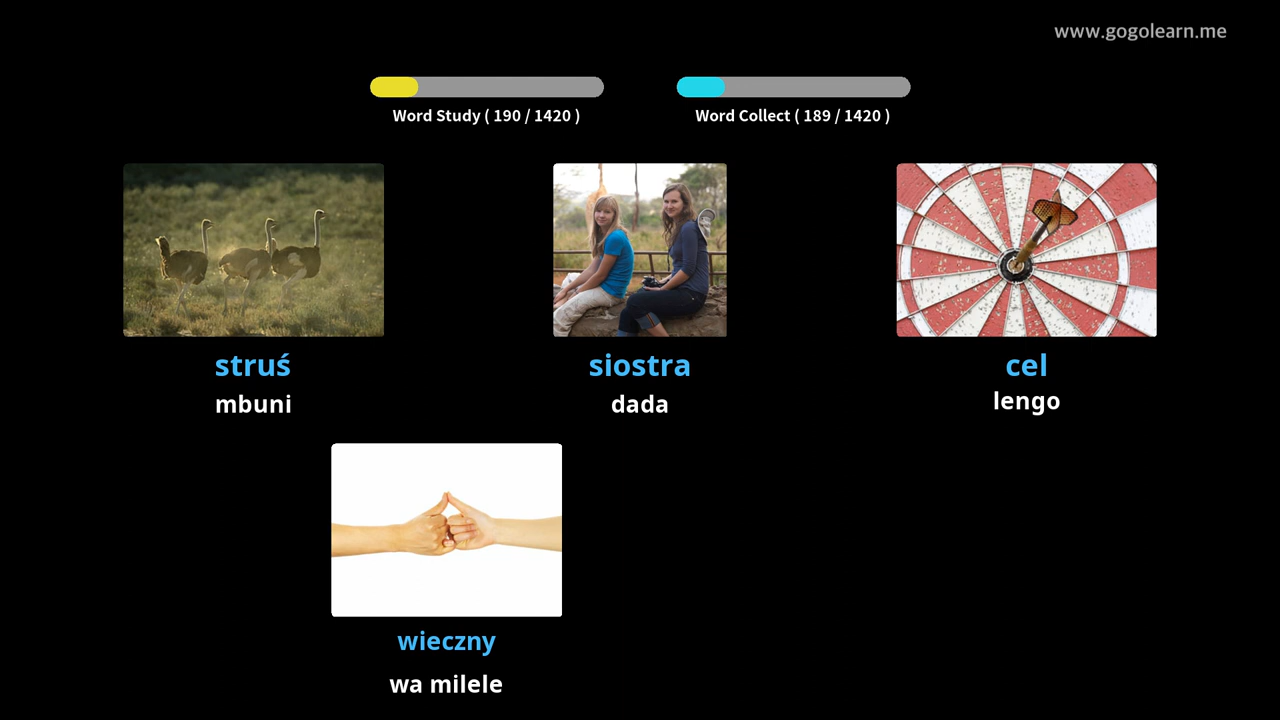 www.gogolearn.me
Word Study ( 190 / 1420 )
Word Collect ( 189 / 1420 )
struś
siostra
cel
mbuni
dada
lengo
wieczny
wa milele